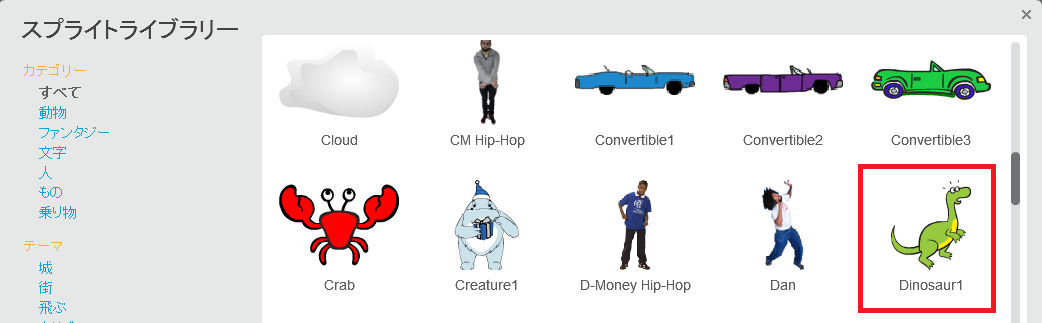 スプライトライブラリー
×
カテゴリー
すべて
動物
ファンタジー
文字
人
もの
乗り物
テーマ
城
街
飛ぶ
Cloud
CM Hip-Hop
Convertible1
Convertible2
Convertible3
Crab
Creature1
D-Money Hip-Hop
Dan
Dinosaur1